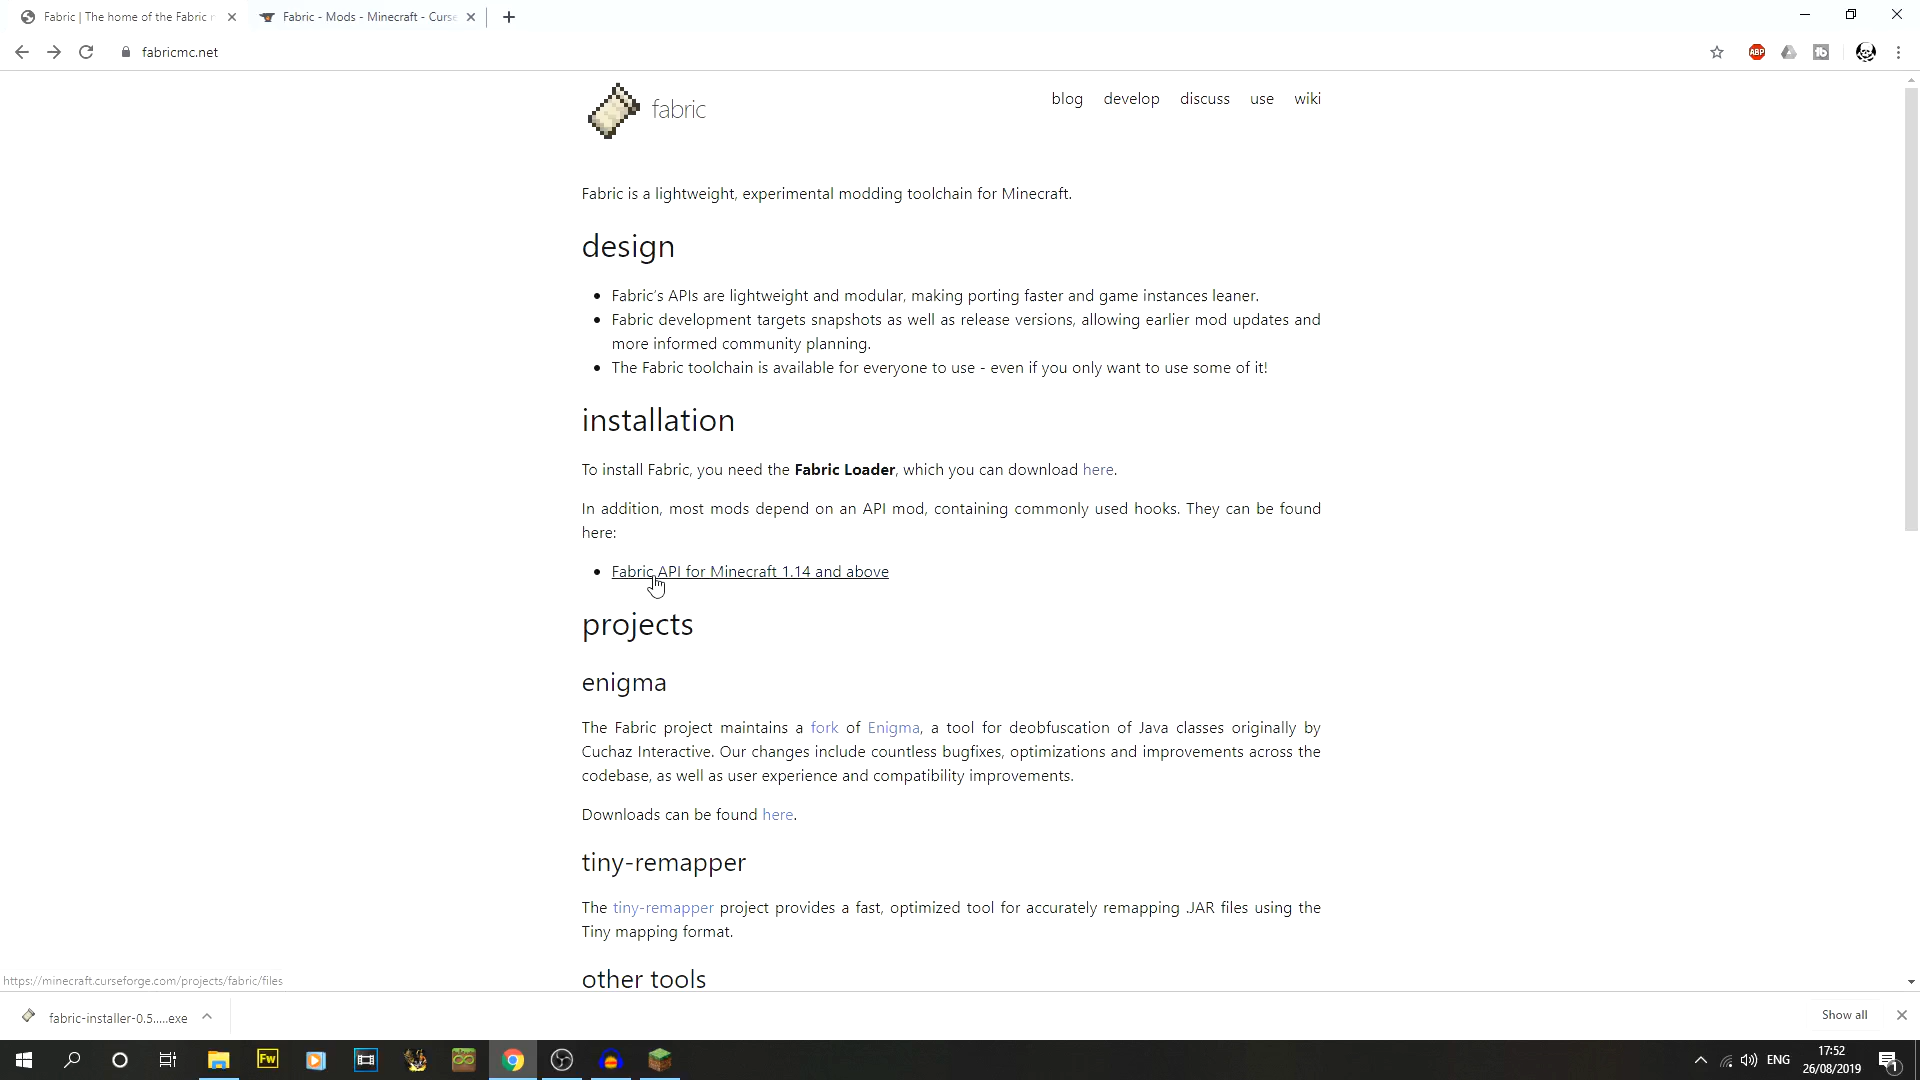 Fabric | The home of the Fabric m
Fabric - Mods - Minecraft - Curse
fabricmc.net
ABP
fabric
blog develop discuss use wiki
Fabric is a lightweight, experimental modding toolchain for Minecraft.
design
Fabric's APIs are lightweight and modular, making porting faster and game instances leaner.
Fabric development targets snapshots as well as release versions, allowing earlier mod updates and
more informed community planning.
The Fabric toolchain is available for everyone to use - even if you only want to use some of it!
installation
To install Fabric, you need the Fabric Loader, which you can download here.
In addition, most mods depend on an API mod, containing commonly used hooks. They can be found
here:
Fabric API for Minecraft 1.14 and above
projects
enigma
The Fabric project maintains a fork of Enigma, a tool for deobfuscation of Java classes originally by
Cuchaz Interactive. Our changes include countless bugfixes, optimizations and improvements across the
codebase, as well as user experience and compatibility improvements.
Downloads can be found here.
tiny-remapper
The tiny-remapper project provides a fast, optimized tool for accurately remapping .JAR files using the
Tiny mapping format.
other tools
https://minecraft.curseforge.com/projects/fabric/files
fabric-installer-0.5.....exe
Show all
Fw
ENG
17:52
26/08/2019
1